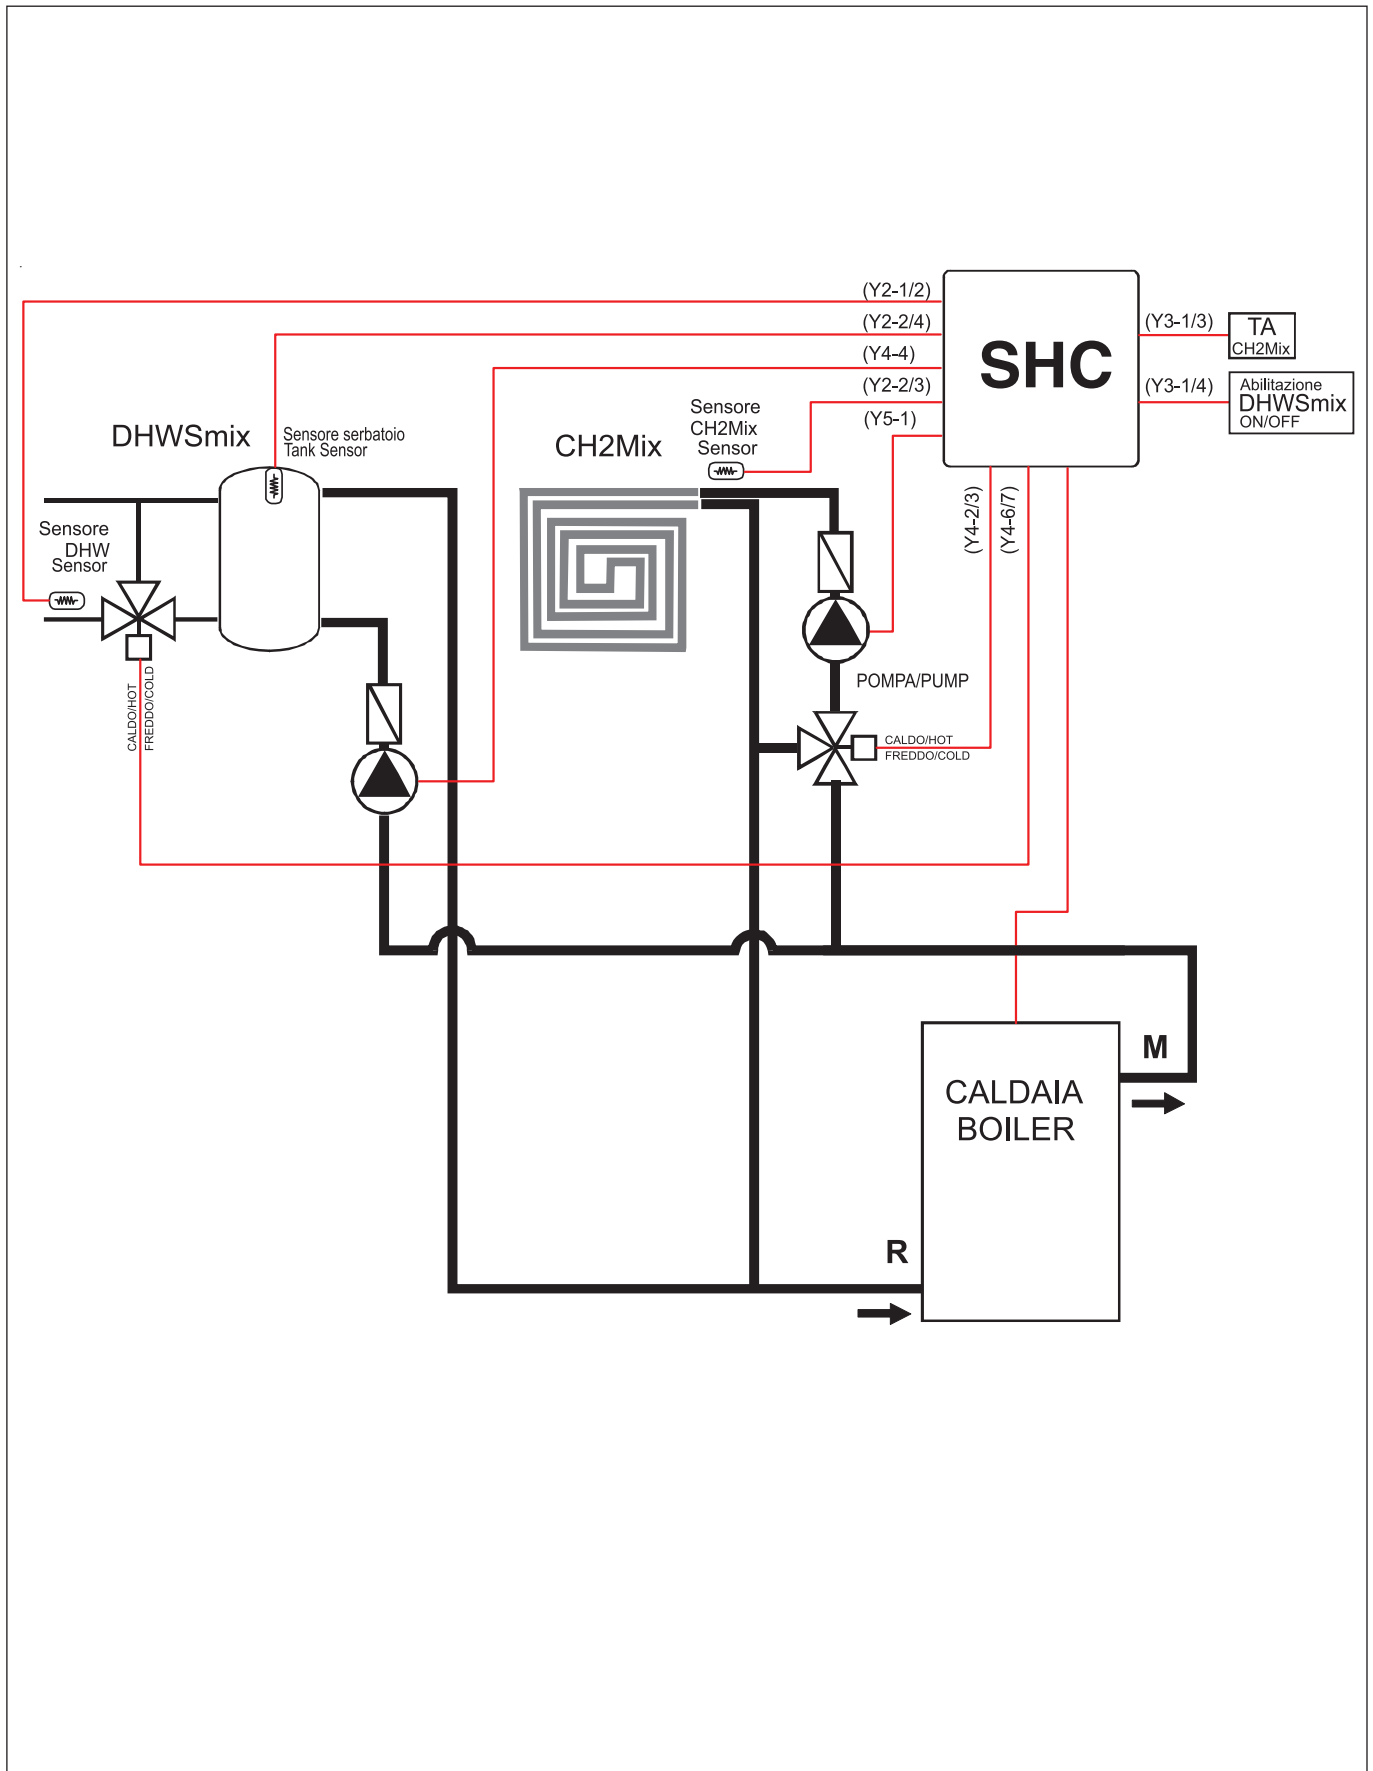 (Y2-1/2)
(Y2-2/4)
(Y4-4)
(Y2-2/3)
(Y5-1)
SHC
(Y3-1/3)
TA
CH2Mix
(Y3-1/4)
Abilitazione
DHWSmix
ON/OFF
DHWSmix
Sensore serbatoio
Tank Sensor
CH2Mix
Sensore
CH2Mix
Sensor
(Y4-2/3)
(Y4-6/7)
Sensore
DHW
Sensor
CALDO/HOT
FREDDO/COLD
POMPA/PUMP
CALDO/HOT
FREDDO/COLD
M
CALDAIA
BOILER
R